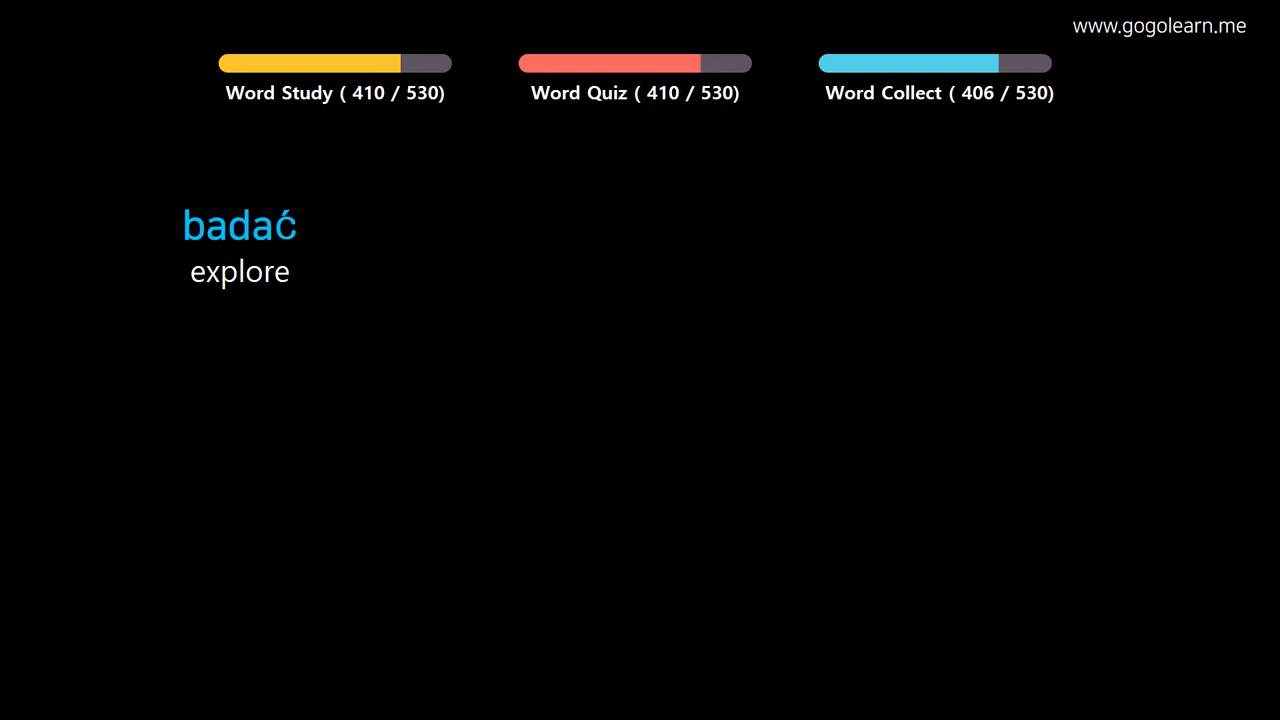 www.gogolearn.me
Word Study ( 410 / 530)
Word Quiz ( 410 / 530)
Word Collect ( 406 / 530)
badać
explore